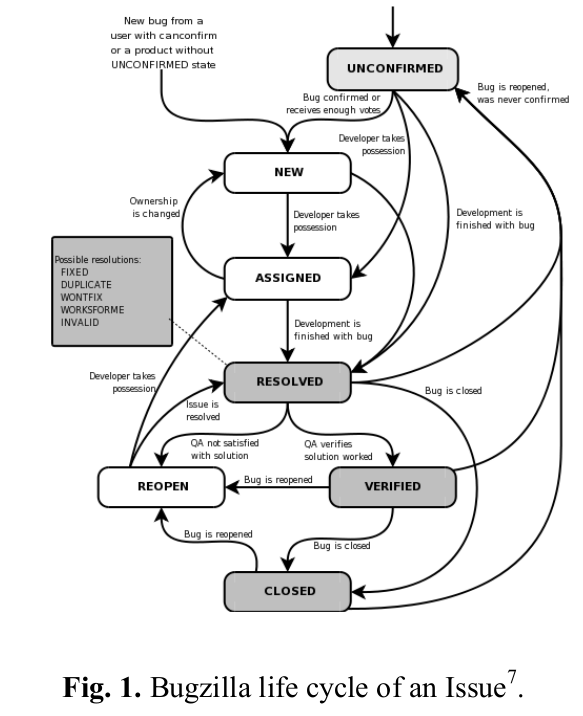 New bug from a
user with canconfirm
or a product without
UNCONFIRMED state
UNCONFIRMED
Bug is reopened,
was never confirmed
Bug confirmed or
receives enough votes
Developer takes
possession
NEW
Ownership
is changed
Developer takes
possession
Development is
finished with bug
Possible resolutions:
FIXED
DUPLICATE
WONTFIX
WORKSFORME
INVALID
ASSIGNED
Development is
finished with bug
Developer takes
possession
RESOLVED
Bug is closed
Issue is
resolved
QA not satisfied
with solution
QA verifies
solution worked
REOPEN
Bug is reopened
VERIFIED
Bug is reopened
Bug is closed
CLOSED
Fig. 1. Bugzilla life cycle of an Issue7.